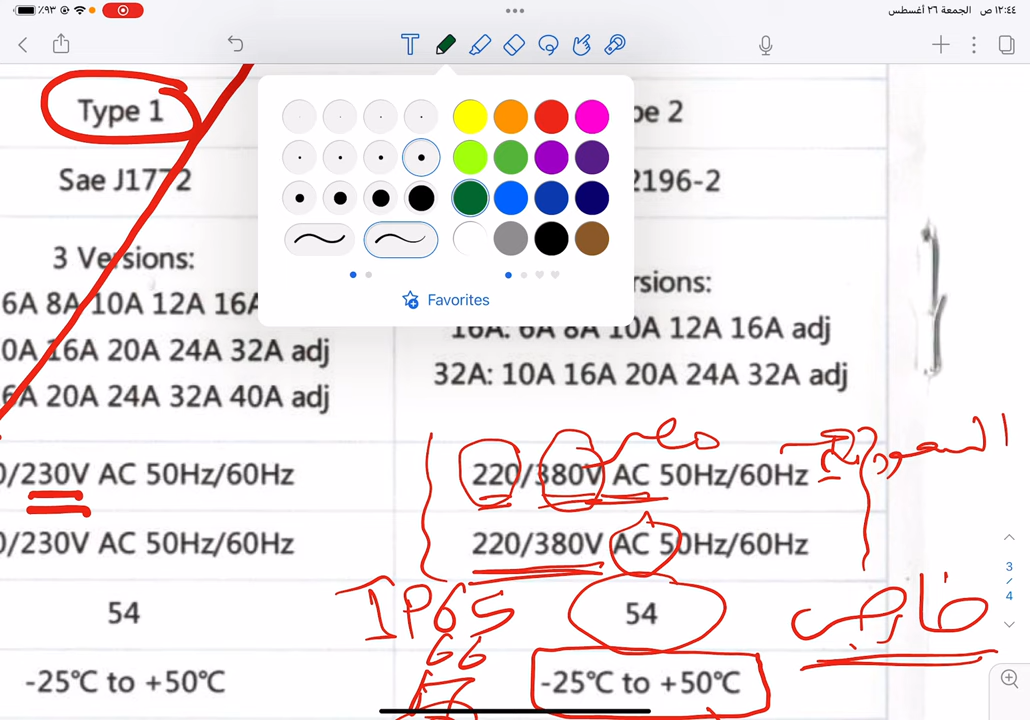 ٩٣٪
١٢:٤٤ ص الجمعة ٢٦ أغسطس
T
Type 1
pe 2
Sae J1772
2196-2
3 Versions:
rsions:
6A 8A 10A 12A 16A
16A: 6A 8A 10A 12A 16A adj
0A 16A 20A 24A 32A adj
32A: 10A 16A 20A 24A 32A adj
6A 20A 24A 32A 40A adj
Favorites
0/230V AC 50Hz/60Hz
220/380V AC 50Hz/60Hz
0/230V AC 50Hz/60Hz
220/380V AC 50Hz/60Hz
54
IP65
54
66
-25℃ to +50℃
-25℃ to +50℃
3
/
4